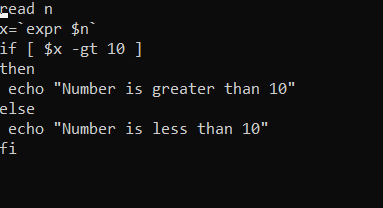 read n
x=`expr $n`
if [ $x -gt 10 ]
then
 echo "Number is greater than 10"
else
 echo "Number is less than 10"
fi